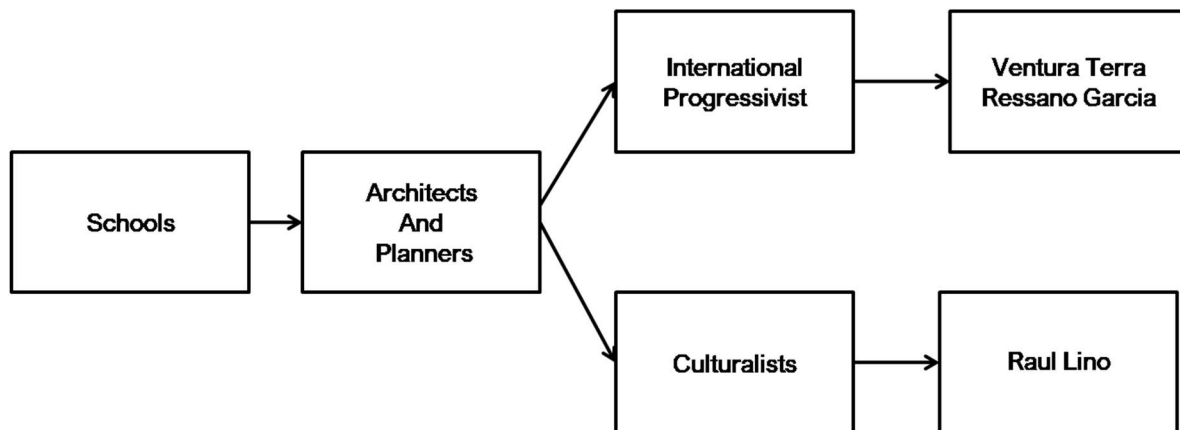 Schools
Architects
And
Planners
International
Progressivist
Ventura Terra
Ressano Garcia
Culturalists
Raul Lino